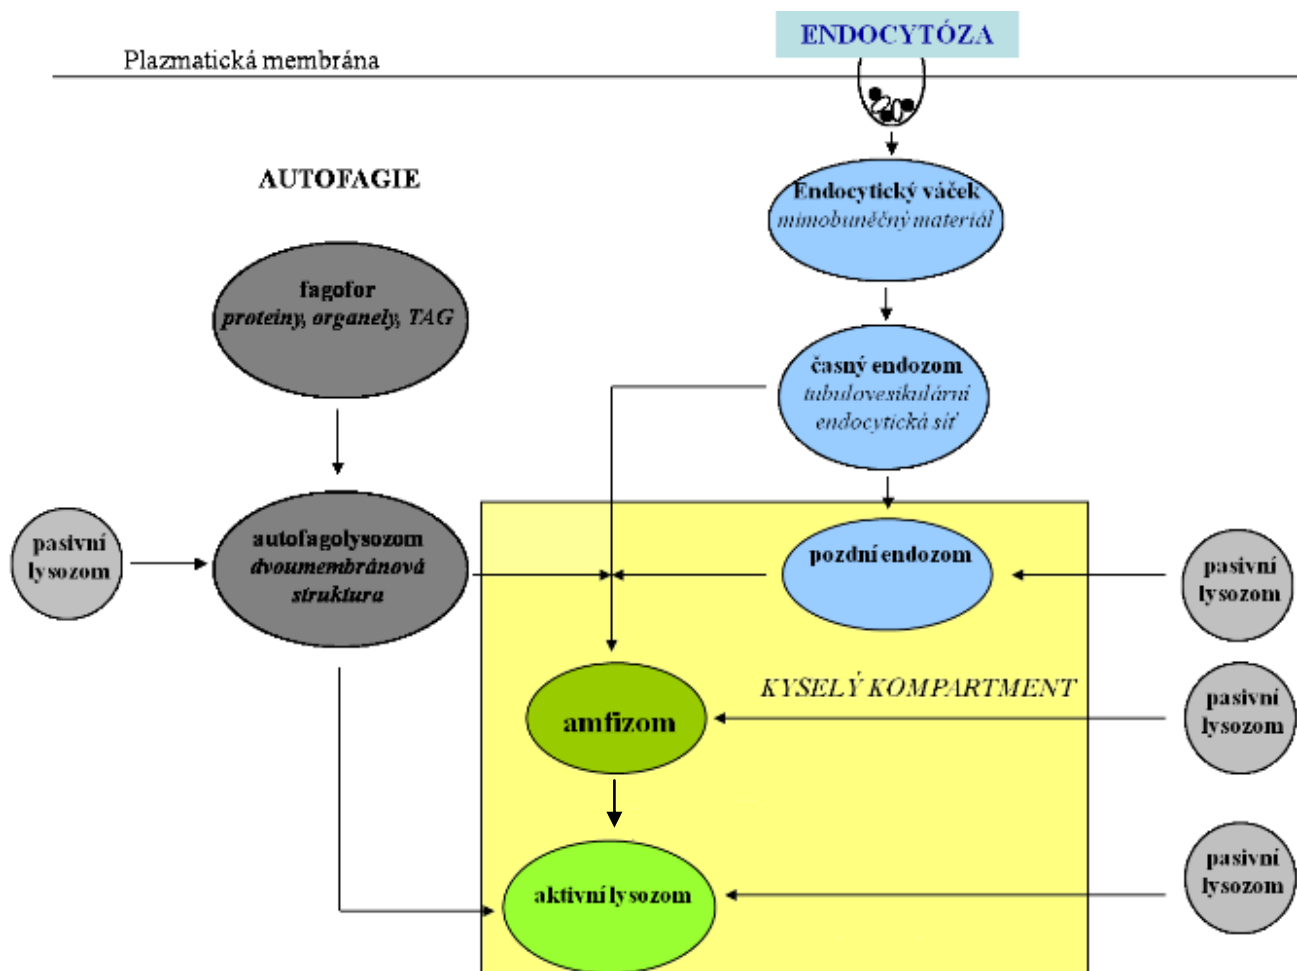 ENDOCYTÓZA
Plazmatická membrána
AUTOFAGIE
Endocytický váček
mimobuněčný materiál
fagofor
proteiny, organely, TAG
časný endozom
tubulovesikulární
endocytická síť
pasivní
lysozom
autofagolysozom
dvoumembránová
struktura
pozdní endozom
pasivní
lysozom
KYSELÝ KOMPARTMENT
amfizom
pasivní
lysozom
aktivní lysozom
pasivní
lysozom